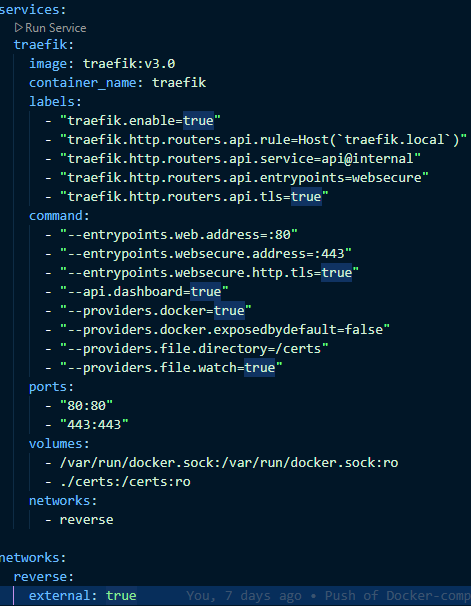 services:
Run Service
traefik:
image: traefik:v3.0
container_name: traefik
labels:
- "traefik.enable=true"
- "traefik.http.routers.api.rule=Host(`traefik.local`)"
- "traefik.http.routers.api.service=api@internal"
- "traefik.http.routers.api.entrypoints=websecure"
- "traefik.http.routers.api.tls=true"
command:
- "--entrypoints.web.address=:80"
- "--entrypoints.websecure.address=:443"
- "--entrypoints.websecure.http.tls=true"
- "--api.dashboard=true"
- "--providers.docker=true"
- "--providers.docker.exposedbydefault=false"
- "--providers.file.directory=/certs"
- "--providers.file.watch=true"
ports:
- "80:80"
- "443:443"
volumes:
- /var/run/docker.sock:/var/run/docker.sock:ro
- ./certs:/certs:ro
networks:
- reverse
networks:
reverse:
external: true You, 7 days ago • Push of Docker-comp